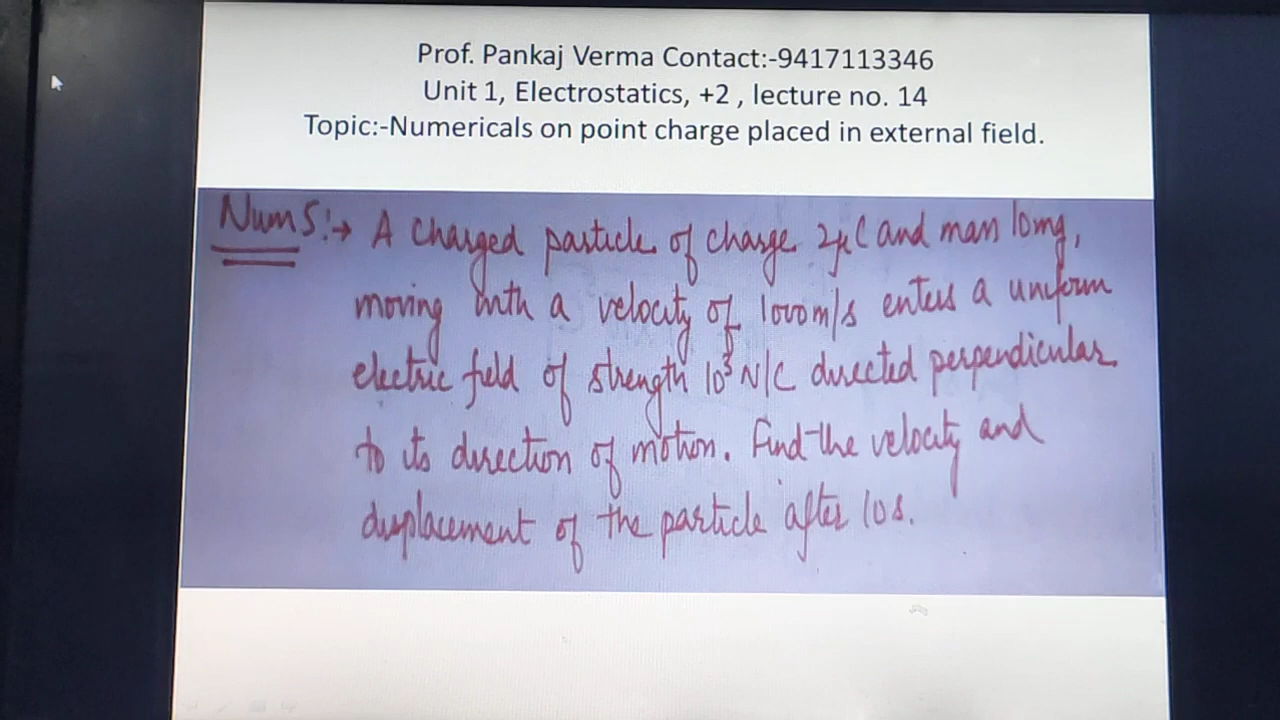 Prof. Pankaj Verma Contact:-9417113346
Unit 1, Electrostatics, +2 , lecture no. 14
Topic:-Numericals on point charge placed in external field.
Num5:→ A charged particle of charge 2μC and mass 10mg,
moving with a velocity of 1000m/s enters a uniform
electric field of strength 10³ N/C directed perpendicular
to its direction of motion. Find the velocity and
displacement of the particle after 10s.